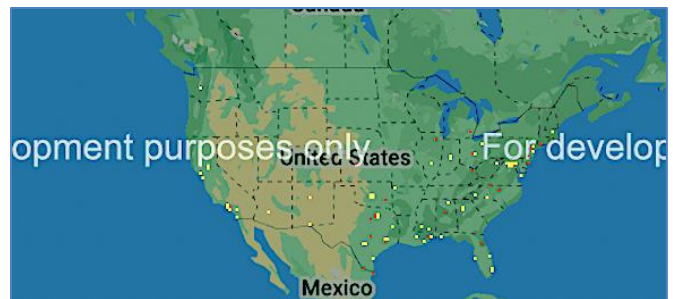 Canada
opment purposes only For develop
United States
Mexico